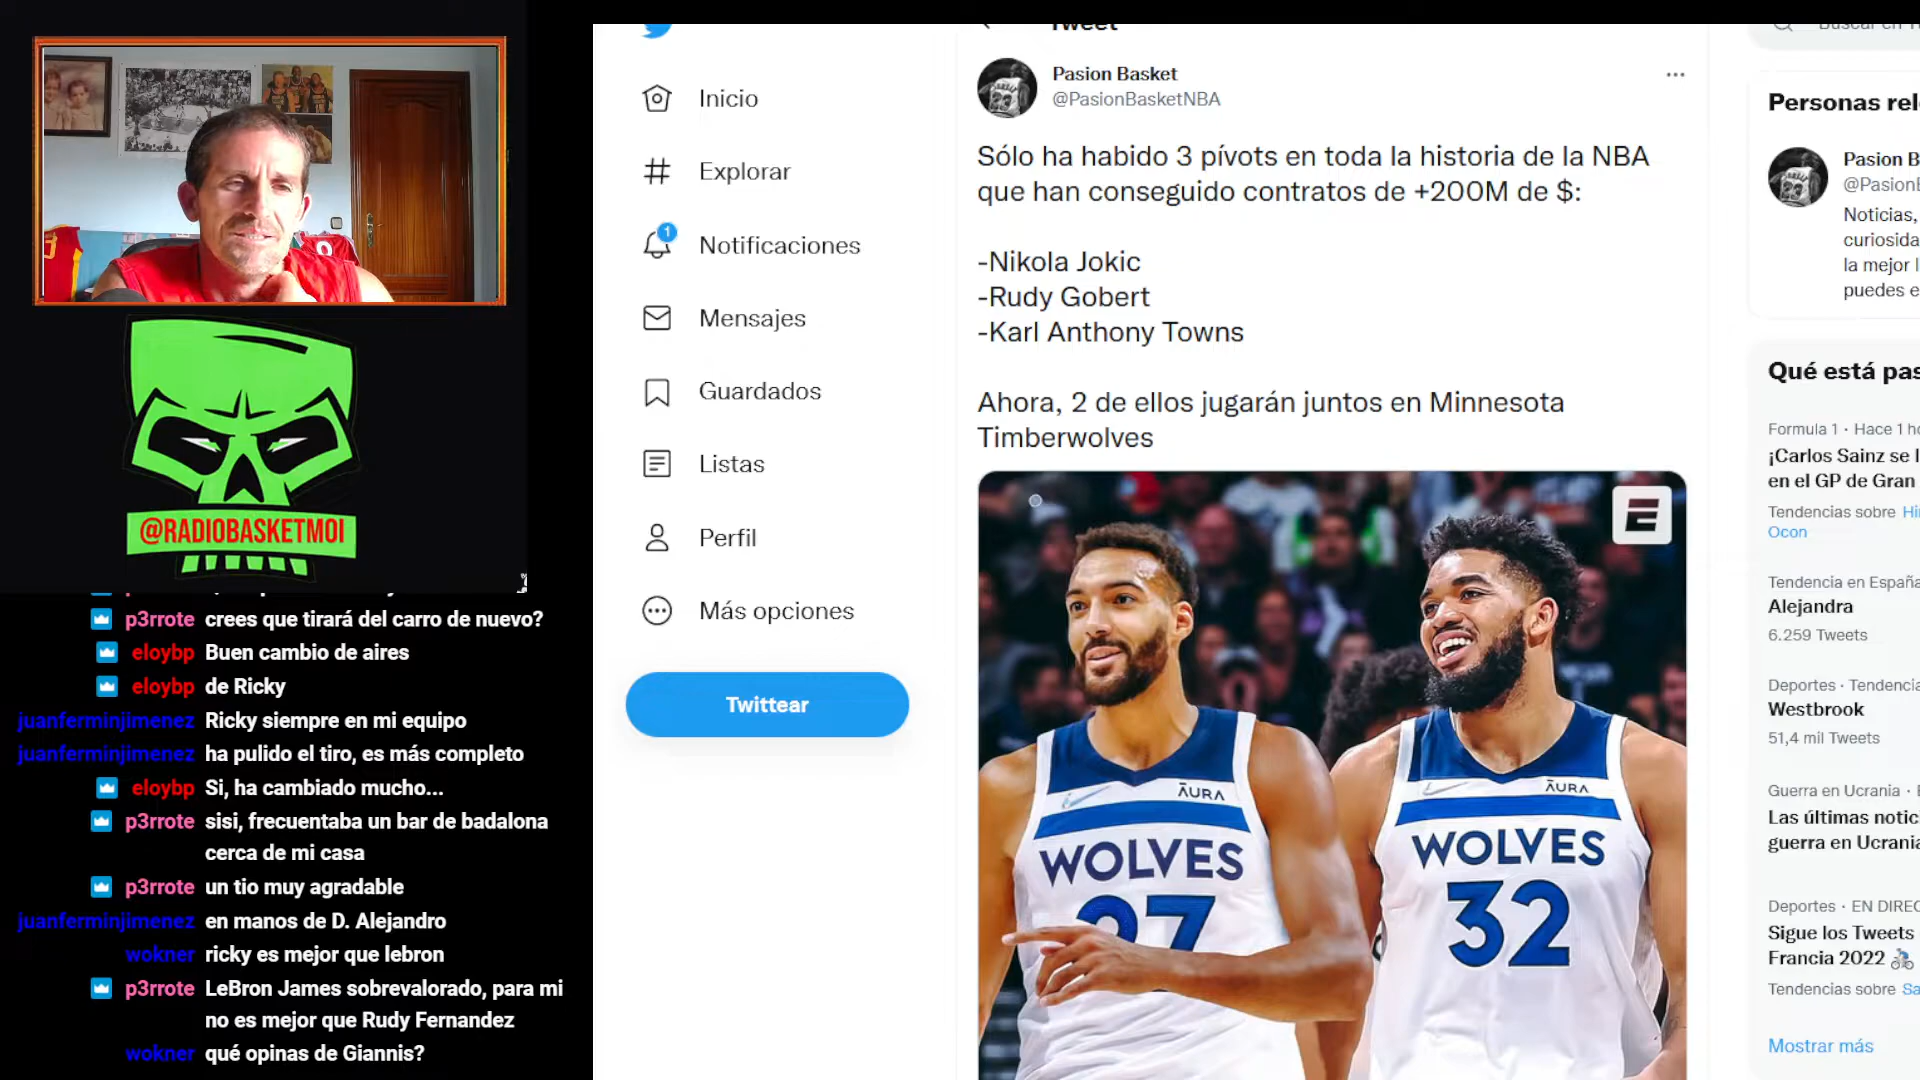 @RADIOBASKETMOI
p3rrote crees que tirará del carro de nuevo?
eloybp Buen cambio de aires
eloybp de Ricky
juanferminjimenez Ricky siempre en mi equipo
juanferminjimenez ha pulido el tiro, es más completo
eloybp Si, ha cambiado mucho...
p3rrote sisi, frecuentaba un bar de badalona
cerca de mi casa
p3rrote un tio muy agradable
juanferminjimenez en manos de D. Alejandro
wokner ricky es mejor que lebron
p3rrote LeBron James sobrevalorado, para mi
no es mejor que Rudy Fernandez
wokner qué opinas de Giannis?
1
Inicio
Explorar
Notificaciones
Mensajes
Guardados
Listas
Perfil
Más opciones
Twittear
Tweet
Pasion Basket
@PasionBasketNBA
Sólo ha habido 3 pívots en toda la historia de la NBA
que han conseguido contratos de +200M de $:
-Nikola Jokic
-Rudy Gobert
-Karl Anthony Towns
Ahora, 2 de ellos jugarán juntos en Minnesota
Timberwolves
E
ĀURA
WOLVES
27
ĀURA
WOLVES
32
Buscar en
Personas rel
Pasion B
@PasionB
Noticias,
curiosida
la mejor l
puedes e
Qué está pas
Formula 1 · Hace 1 ho
¡Carlos Sainz se l
en el GP de Gran
Tendencias sobre Hi
Ocon
Tendencia en España
Alejandra
6.259 Tweets
Deportes · Tendencia
Westbrook
51,4 mil Tweets
Guerra en Ucrania ·
Las últimas notic
guerra en Ucrania
Deportes · EN DIREC
Sigue los Tweets
Francia 2022
Tendencias sobre Sa
Mostrar más